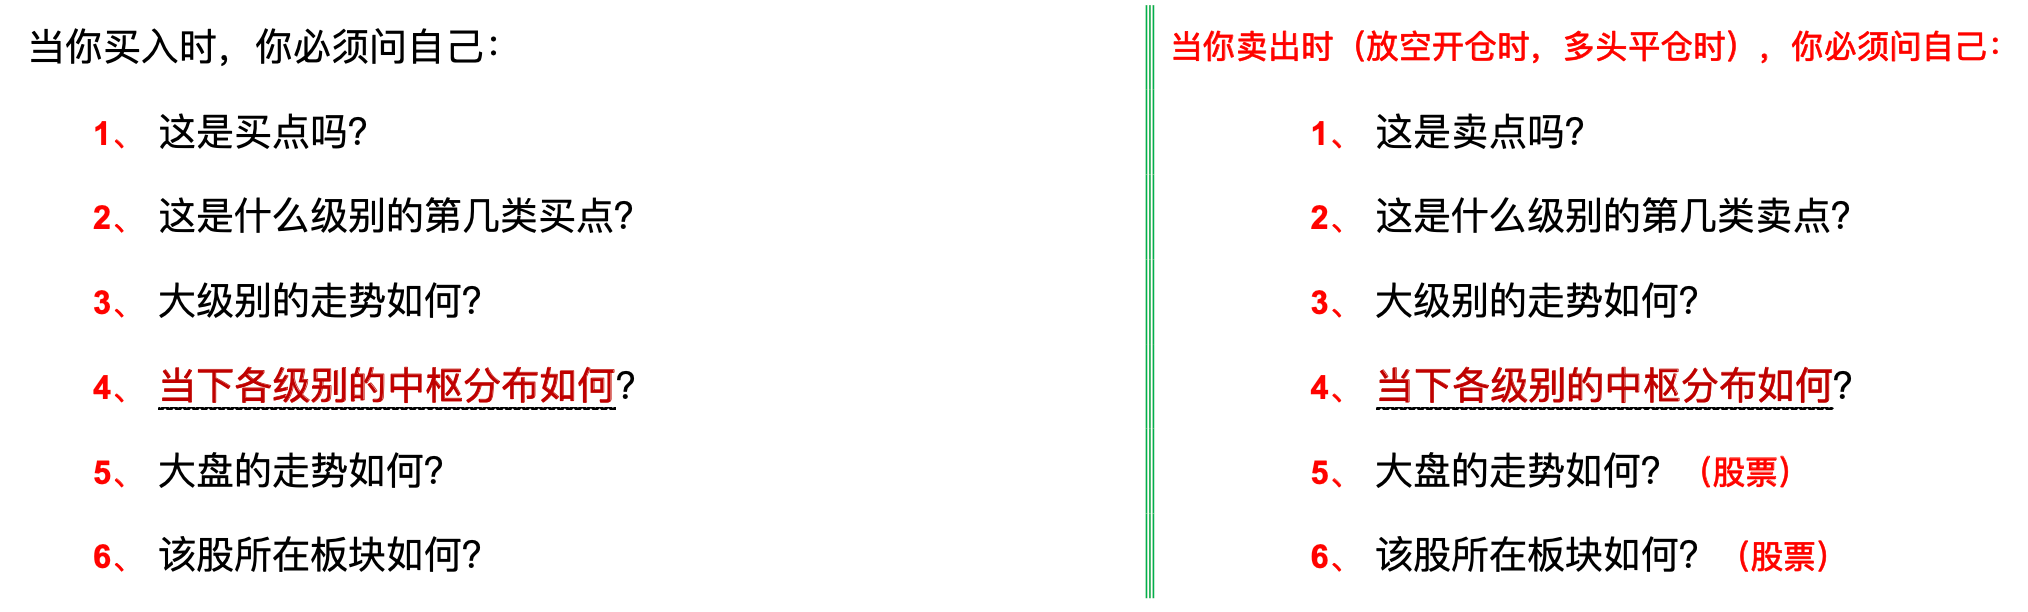 当你买入时，你必须问自己：
1、 这是买点吗？
2、 这是什么级别的第几类买点？
3、 大级别的走势如何？
4、 当下各级别的中枢分布如何？
5、 大盘的走势如何？
6、 该股所在板块如何？
当你卖出时（放空开仓时，多头平仓时），你必须问自己：
1、 这是卖点吗？
2、 这是什么级别的第几类卖点？
3、 大级别的走势如何？
4、 当下各级别的中枢分布如何？
5、 大盘的走势如何？（股票）
6、 该股所在板块如何？（股票）